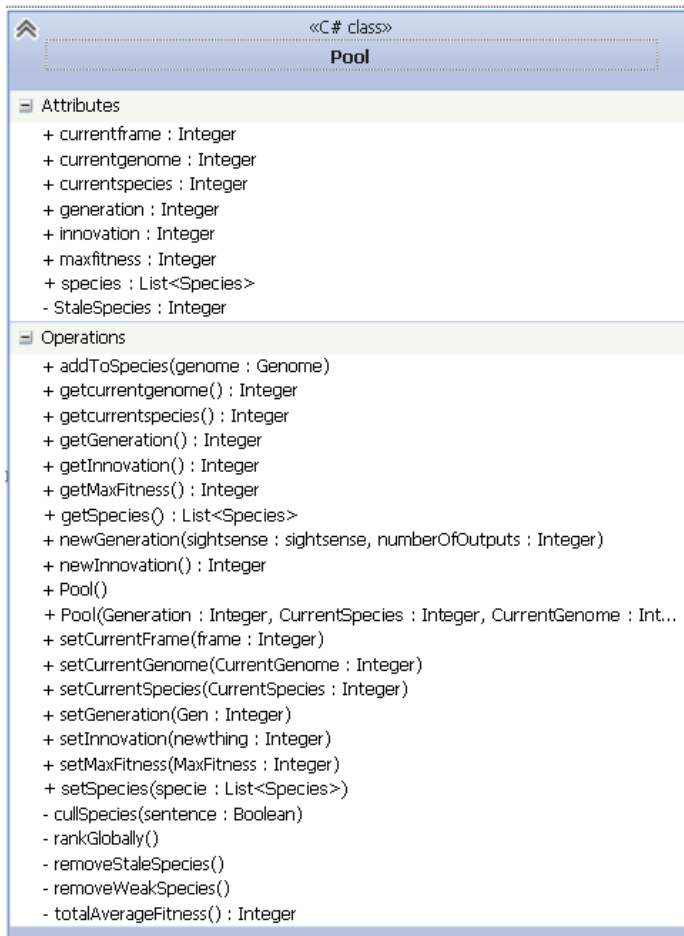 «C# class»
Pool
Attributes
+ currentframe : Integer
+ currentgenome : Integer
+ currentspecies : Integer
+ generation : Integer
+ innovation : Integer
+ maxfitness : Integer
+ species : List<Species>
- StaleSpecies : Integer
Operations
+ addToSpecies(genome : Genome)
+ getcurrentgenome() : Integer
+ getcurrentspecies() : Integer
+ getGeneration() : Integer
+ getInnovation() : Integer
+ getMaxFitness() : Integer
+ getSpecies() : List<Species>
+ newGeneration(sightsense : sightsense, numberOfOutputs : Integer)
+ newInnovation() : Integer
+ Pool()
+ Pool(Generation : Integer, CurrentSpecies : Integer, CurrentGenome : Int...
+ setCurrentFrame(frame : Integer)
+ setCurrentGenome(CurrentGenome : Integer)
+ setCurrentSpecies(CurrentSpecies : Integer)
+ setGeneration(Gen : Integer)
+ setInnovation(newthing : Integer)
+ setMaxFitness(MaxFitness : Integer)
+ setSpecies(specie : List<Species>)
- cullSpecies(sentence : Boolean)
- rankGlobally()
- removeStaleSpecies()
- removeWeakSpecies()
- totalAverageFitness() : Integer